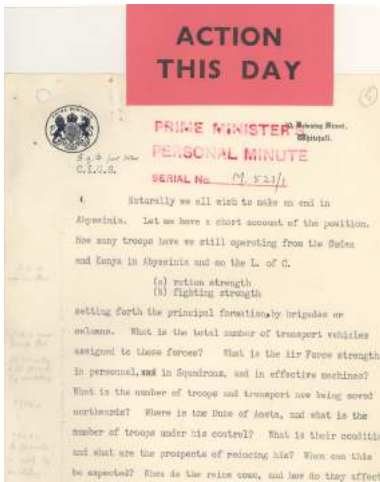 ACTION
THIS DAY
10, Downing Street,
Whitehall.
PRIME MINISTER'S
PERSONAL MINUTE
SERIAL No. M. 523/1
C.I.G.S.
1. Naturally we all wish to make an end in
Abyssinia. Let me have a short account of the position.
How many troops have we still operating from the Sudan
and Kenya in Abyssinia and on the L. of C.
(a) ration strength
(b) fighting strength
setting forth the principal formation, by brigades or
columns. What is the total number of transport vehicles
assigned to these forces? What is the Air Force strength
in personnel, and in Squadrons, and in effective machines?
What is the number of troops and transport now being moved
northwards? Where is the Duke of Aosta, and what is the
number of troops under his control? What is their conditio
and what are the prospects of reducing him? When can this
be expected? When do the rains come, and how do they affect